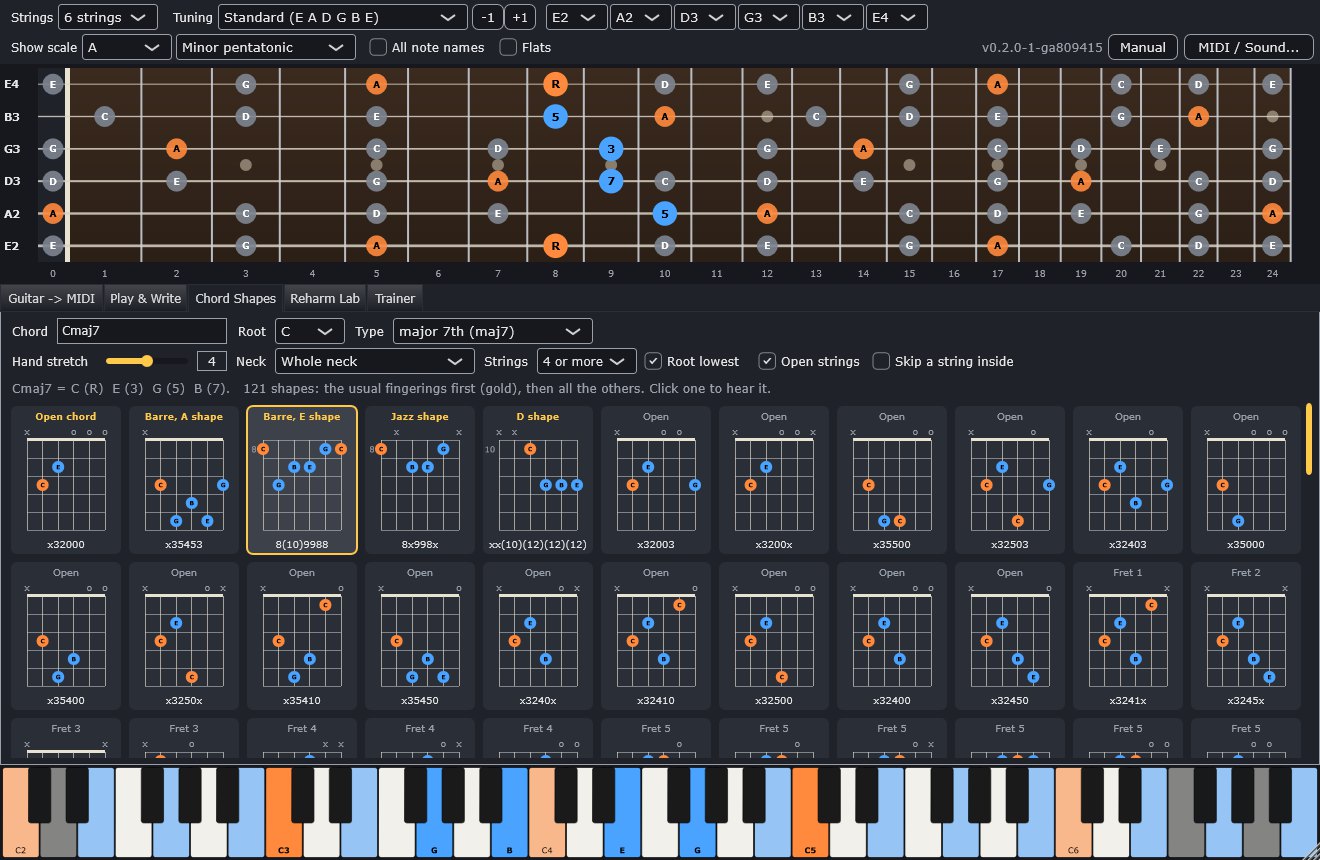 Strings 6 strings Tuning Standard (E A D G B E) -1 +1 E2 A2 D3 G3 B3 E4
Show scale A Minor pentatonic All note names Flats v0.2.0-1-ga809415 Manual MIDI / Sound...
E4 E G A R D E G A C D E
B3 C D E 5 A C D E G A
G3 G A C D 3 G A C D E G
D3 D E G A 7 C D E G A C D
A2 A C D E 5 A C D E G A
E2 E G A R D E G A C D E
0 1 2 3 4 5 6 7 8 9 10 11 12 13 14 15 16 17 18 19 20 21 22 23 24
Guitar -> MIDI Play & Write Chord Shapes Reharm Lab Trainer
Chord Cmaj7 Root C Type major 7th (maj7)
Hand stretch 4 Neck Whole neck Strings 4 or more Root lowest Open strings Skip a string inside
Cmaj7 = C (R) E (3) G (5) B (7). 121 shapes: the usual fingerings first (gold), then all the others. Click one to hear it.
Open chord Barre, A shape Barre, E shape Jazz shape D shape Open Open Open Open Open Open
x o o o x x x x x x o o x o o x x o o x o x o x o o o
8 C G C 8 C G 10 C
E B E B E E E E E
C C G C G B E C G C C C G C G C
B B
G E G C C G
x32000 x35453 8(10)9988 8x998x xx(10)(12)(12)(12) x32003 x3200x x35500 x32503 x32403 x35000
Open Open Open Open Open Open Open Open Open Fret 1 Fret 2
x o o x o x x o x o x o x x o x o x o o x o x x x x
C C C
E E E E E E E E
C C C C C C C C C C C
B B B B B B B B B
G C G G E C E E
x35400 x3250x x35410 x35450 x3240x x32410 x32500 x32400 x32450 x3241x x3245x
Fret 3 Fret 3 Fret 4 Fret 4 Fret 4 Fret 5 Fret 5 Fret 5 Fret 5 Fret 5 Fret 5
C2 C3 G B C4 E G C5 C6